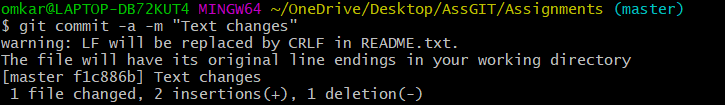 omkar@LAPTOP-DB72KUT4 MINGW64 ~/OneDrive/Desktop/AssGIT/Assignments (master)
$ git commit -a -m "Text changes"
warning: LF will be replaced by CRLF in README.txt.
The file will have its original line endings in your working directory
[master f1c886b] Text changes
 1 file changed, 2 insertions(+), 1 deletion(-)